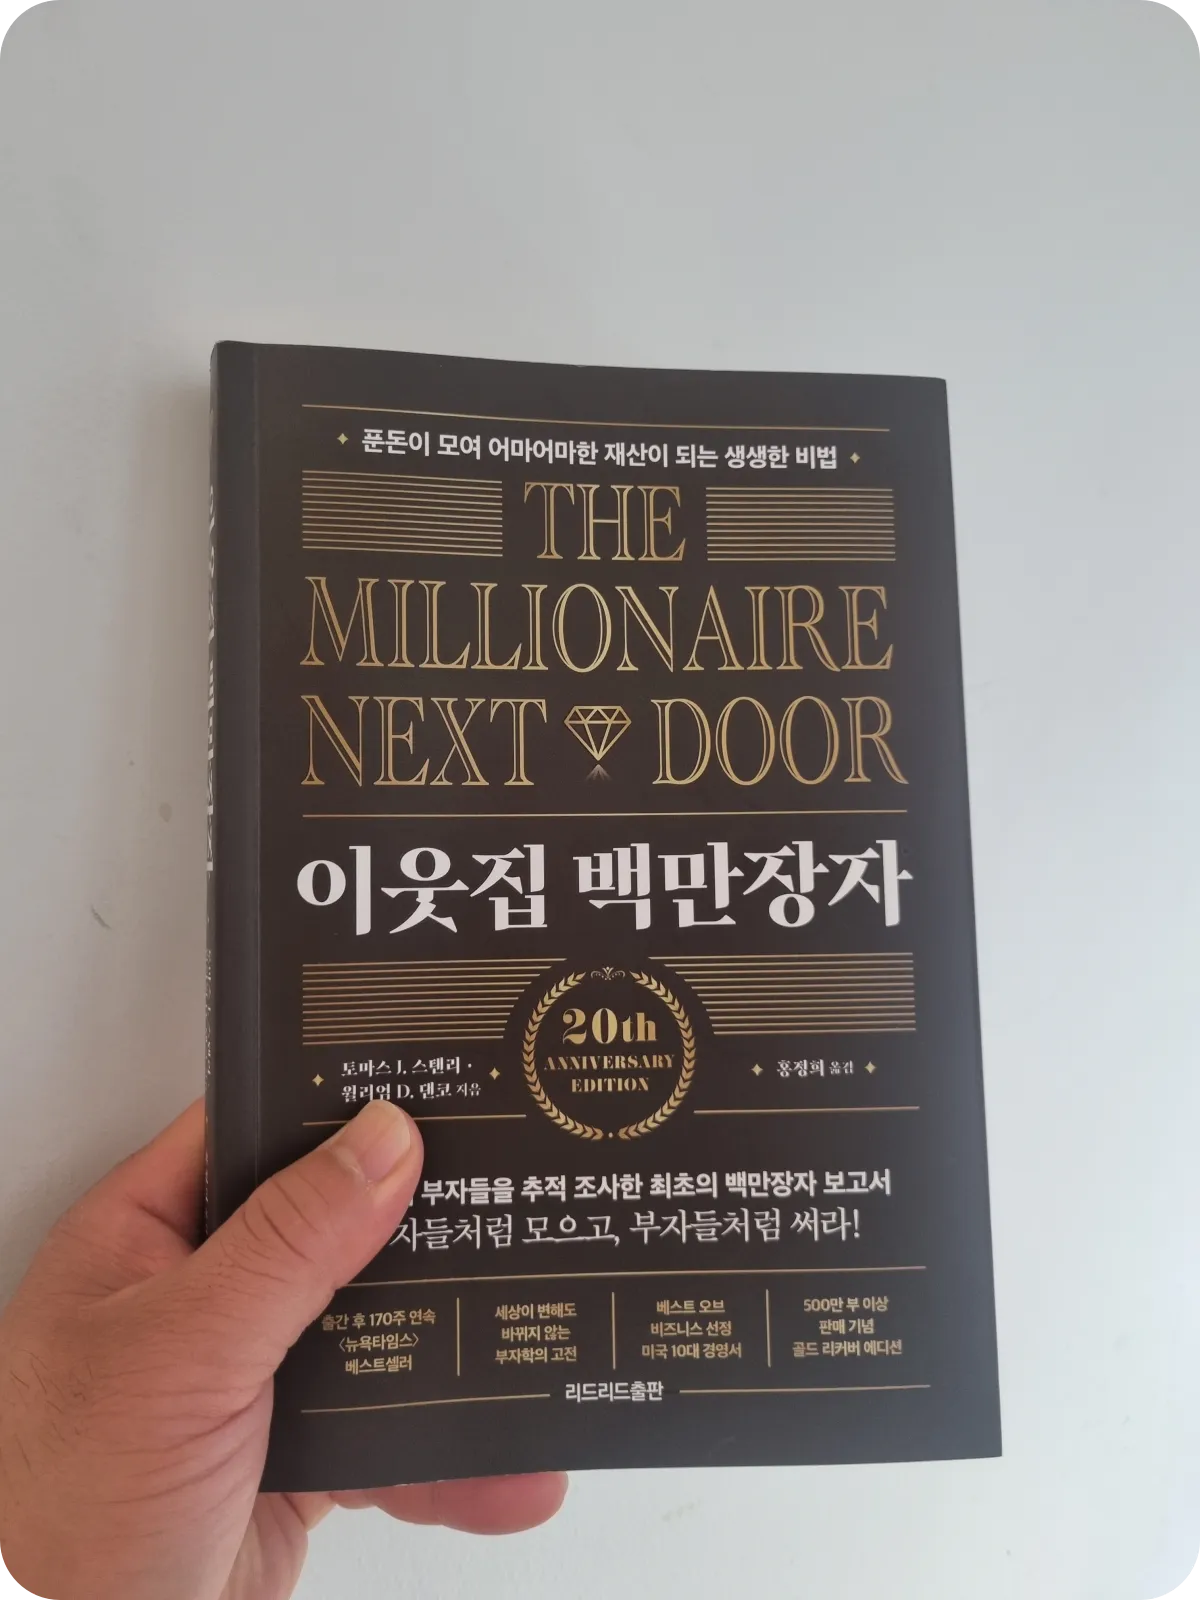 푼돈이 모여 어마어마한 재산이 되는 생생한 비법
THE
MILLIONAIRE
NEXT DOOR
이웃집 백만장자
20th
ANNIVERSARY
EDITION
토마스 J. 스탠리 ·
윌리엄 D. 댄코 지음
홍정희 옮김
부자들을 추적 조사한 최초의 백만장자 보고서
모으고, 부자들처럼 써라!
출간 후 170주 연속
〈뉴욕타임스〉
베스트셀러
세상이 변해도
바뀌지 않는
부자학의 고전
베스트 오브
비즈니스 선정
미국 10대 경영서
500만 부 이상
판매 기념
골드 리커버 에디션
리드리드출판